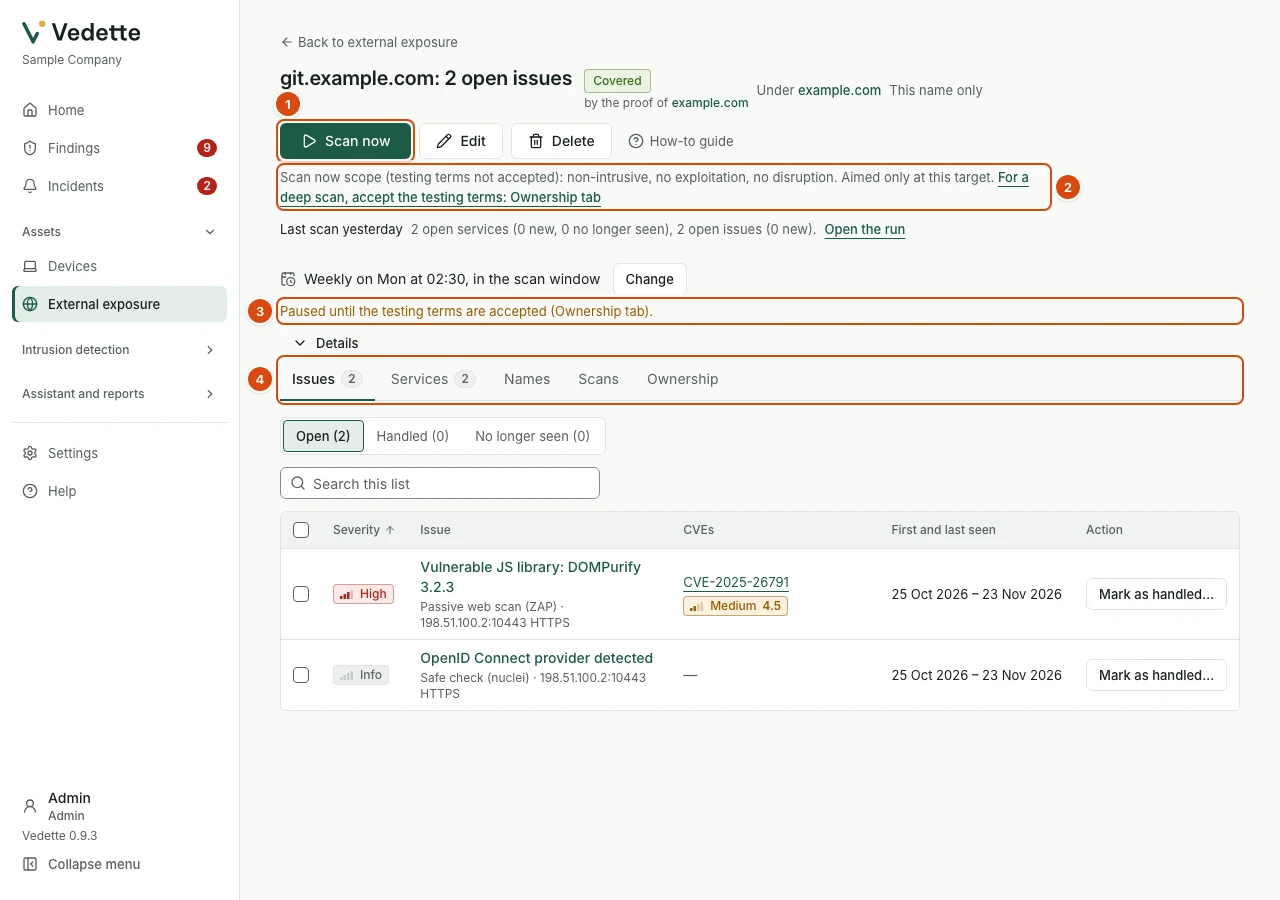 Vedette
Sample Company
Home
Findings 9
Incidents 2
Assets
Devices
External exposure
Intrusion detection
Assistant and reports
Settings
Help
Admin
Admin
Vedette 0.9.3
Collapse menu
Back to external exposure
git.example.com: 2 open issues
Covered
by the proof of example.com
Under example.com This name only
1
Scan now
Edit
Delete
How-to guide
Scan now scope (testing terms not accepted): non-intrusive, no exploitation, no disruption. Aimed only at this target. For a
deep scan, accept the testing terms: Ownership tab
2
Last scan yesterday 2 open services (0 new, 0 no longer seen), 2 open issues (0 new). Open the run
Weekly on Mon at 02:30, in the scan window Change
3
Paused until the testing terms are accepted (Ownership tab).
Details
4
Issues 2 Services 2 Names Scans Ownership
Open (2) Handled (0) No longer seen (0)
Search this list
Severity Issue CVEs First and last seen Action
High
Vulnerable JS library: DOMPurify
3.2.3
Passive web scan (ZAP) ·
198.51.100.2:10443 HTTPS
CVE-2025-26791
Medium 4.5
25 Oct 2026 – 23 Nov 2026
Mark as handled...
Info
OpenID Connect provider detected
Safe check (nuclei) · 198.51.100.2:10443
HTTPS
—
25 Oct 2026 – 23 Nov 2026
Mark as handled...